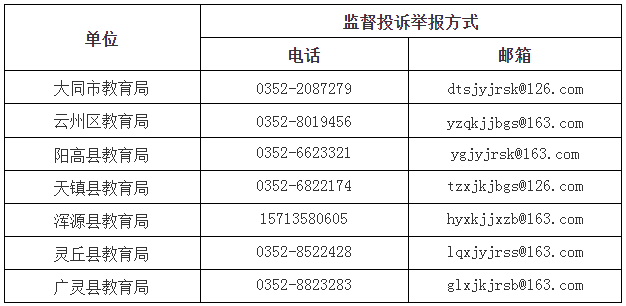 单位 监督投诉举报方式
电话 邮箱
大同市教育局 0352-2087279 dtsjyjrsk@126.com
云州区教育局 0352-8019456 yzqkjjbgs@163.com
阳高县教育局 0352-6623321 ygjyjrsk@163.com
天镇县教育局 0352-6822174 tzxjkjbgs@126.com
浑源县教育局 15713580605 hyxkjjxzb@163.com
灵丘县教育局 0352-8522428 lqxjyjrss@163.com
广灵县教育局 0352-8823283 glxjkjrsb@163.com